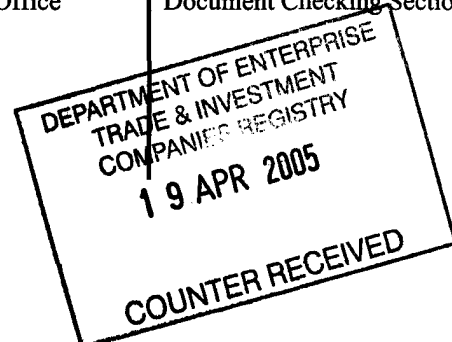 Office Document Checking Section
DEPARTMENT OF ENTERPRISE
TRADE & INVESTMENT
COMPANIES REGISTRY
19 APR 2005
COUNTER RECEIVED